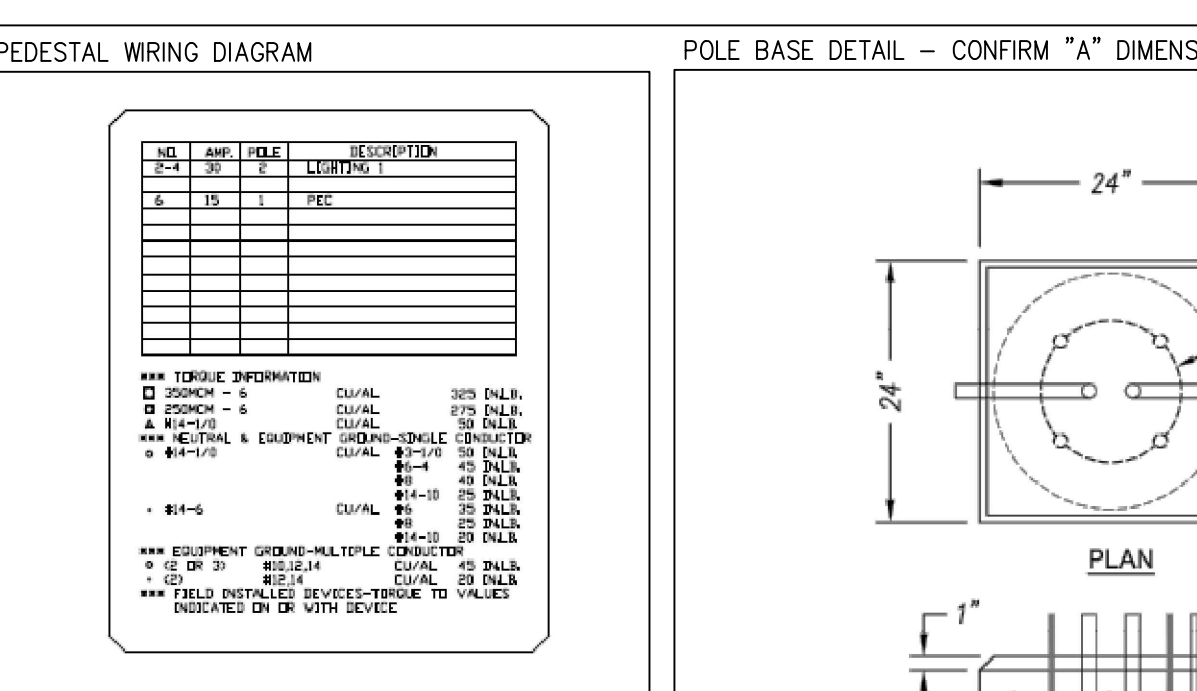 PEDESTAL WIRING DIAGRAM
NO. AMP. POLE DESCRIPTION
2-4 30 2 LIGHTING 1
6 15 1 PEC
*** TORQUE INFORMATION
350MCM - 6 CU/AL 325 IN.LB.
250MCM - 6 CU/AL 275 IN.LB.
#14-1/0 CU/AL 50 IN.LB.
*** NEUTRAL & EQUIPMENT GROUND-SINGLE CONDUCTOR
#14-1/0 CU/AL #3-1/0 50 IN.LB.
#6-4 45 IN.LB.
#8 40 IN.LB.
#14-10 25 IN.LB.
#14-6 CU/AL #6 35 IN.LB.
#8 25 IN.LB.
#14-10 20 IN.LB.
*** EQUIPMENT GROUND-MULTIPLE CONDUCTOR
(2 OR 3) #10,12,14 CU/AL 45 IN.LB.
(2) #12,14 CU/AL 20 IN.LB.
*** FIELD INSTALLED DEVICES-TORQUE TO VALUES
INDICATED ON OR WITH DEVICE
POLE BASE DETAIL – CONFIRM "A" DIMENS
24"
24"
PLAN
1"